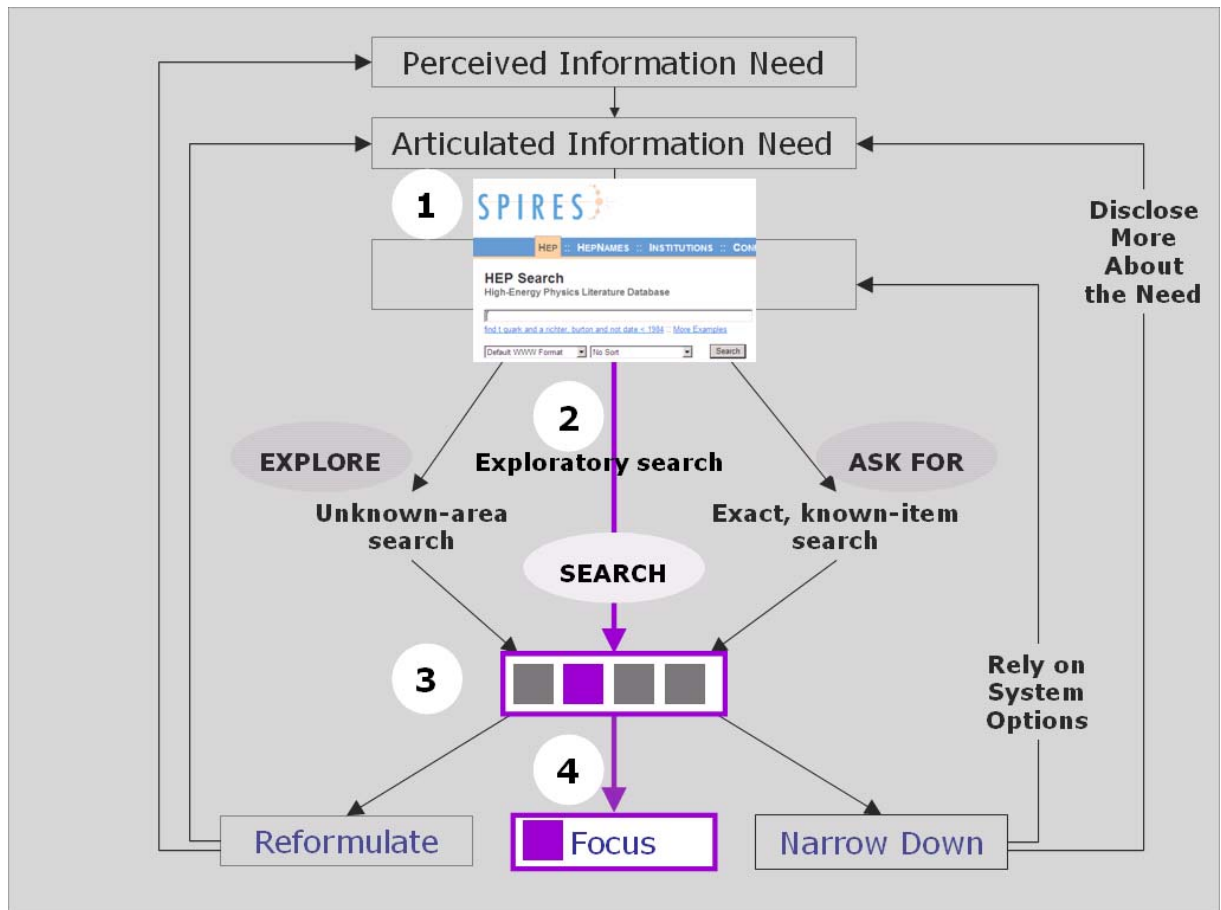 Perceived Information Need
Articulated Information Need
1
SPIRES
HEP :: HEPNAMES :: INSTITUTIONS :: CON
HEP Search
High-Energy Physics Literature Database
find t quark and a richter, burton and not date < 1984 :: More Examples
Default WWW Format
No Sort
Search
Disclose
More
About
the Need
2
EXPLORE
Exploratory search
ASK FOR
Unknown-area
search
Exact, known-item
search
SEARCH
3
Rely on
System
Options
4
Reformulate
Focus
Narrow Down